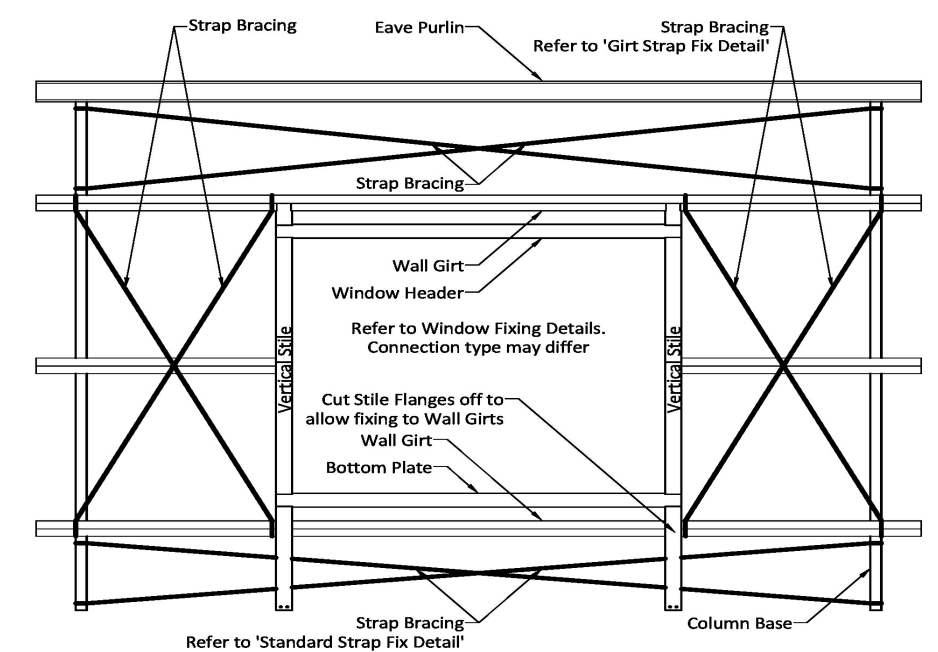 Strap Bracing
Eave Purlin
Strap Bracing
Refer to 'Girt Strap Fix Detail'
Strap Bracing
Wall Girt
Window Header
Refer to Window Fixing Details.
Connection type may differ
Vertical Stile
Vertical Stile
Cut Stile Flanges off to
allow fixing to Wall Girts
Wall Girt
Bottom Plate
Strap Bracing
Refer to 'Standard Strap Fix Detail'
Column Base